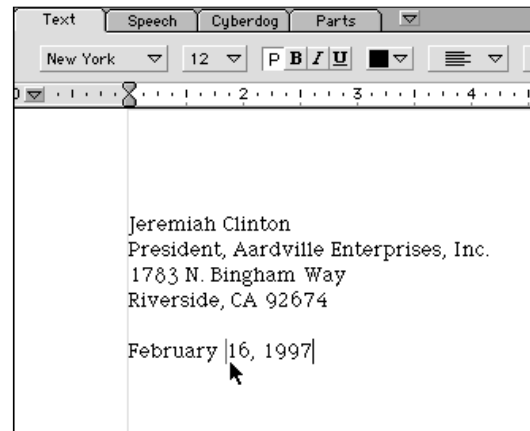 Text Speech Cyberdog Parts
New York 12 P B I U
0 2 3 4
Jeremiah Clinton
President, Aardville Enterprises, Inc.
1783 N. Bingham Way
Riverside, CA 92674
February 16, 1997